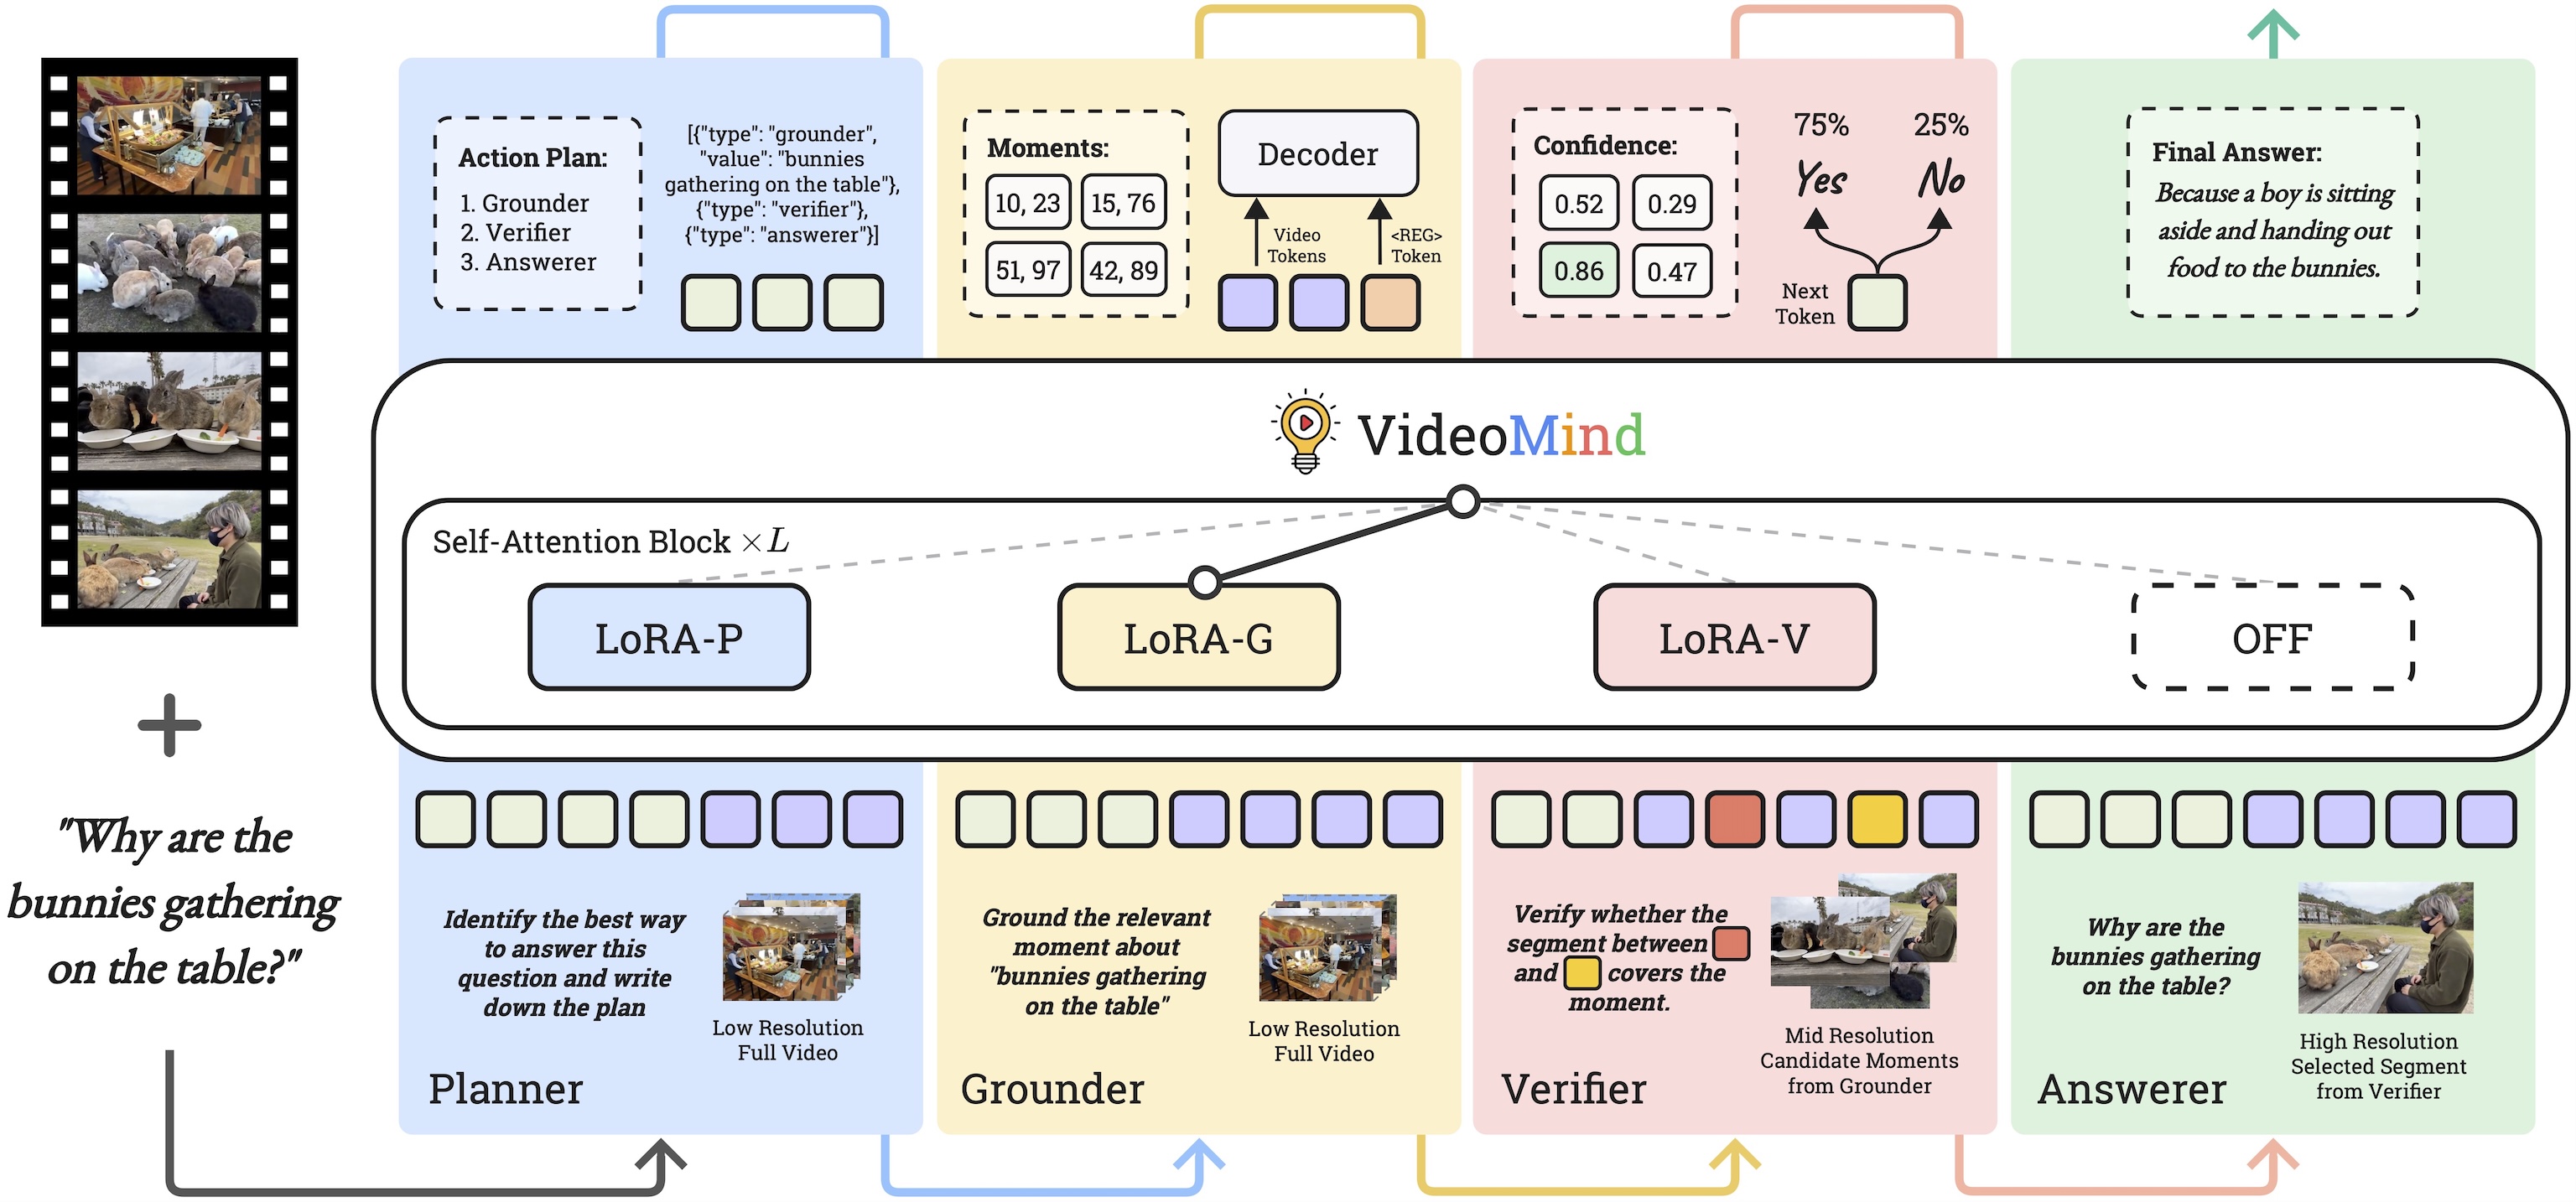 "Why are the
bunnies gathering
on the table?"
Action Plan:
1. Grounder
2. Verifier
3. Answerer
[{"type": "grounder",
"value": "bunnies
gathering on the table"},
{"type": "verifier"},
{"type": "answerer"}]
Moments:
10, 23
15, 76
51, 97
42, 89
Decoder
Video
Tokens
<REG>
Token
Confidence:
0.52
0.29
0.86
0.47
75%
25%
Yes
No
Next
Token
Final Answer:
Because a boy is sitting
aside and handing out
food to the bunnies.
VideoMind
Self-Attention Block ×L
LoRA-P
LoRA-G
LoRA-V
OFF
Identify the best way
to answer this
question and write
down the plan
Low Resolution
Full Video
Planner
Ground the relevant
moment about
"bunnies gathering
on the table"
Low Resolution
Full Video
Grounder
Verify whether the
segment between
and covers the
moment.
Mid Resolution
Candidate Moments
from Grounder
Verifier
Why are the
bunnies gathering
on the table?
High Resolution
Selected Segment
from Verifier
Answerer